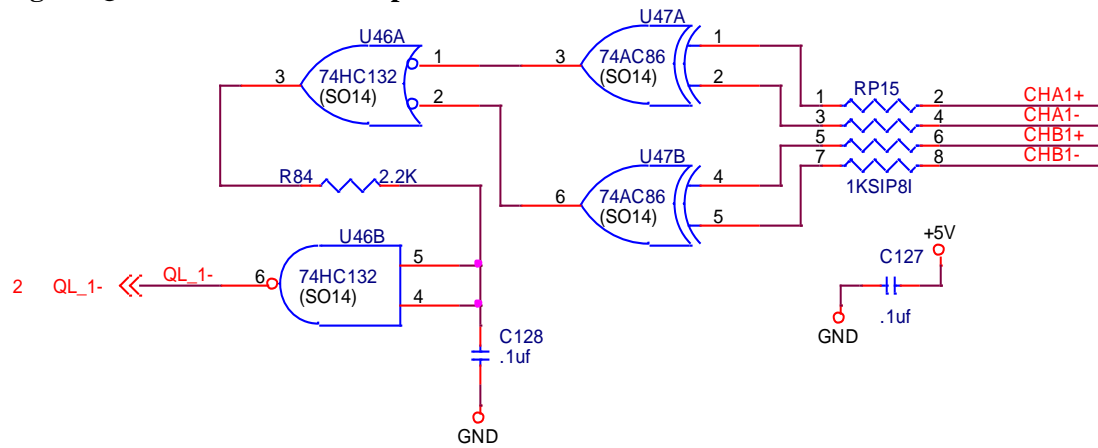 U46A
74HC132
(SO14)
3
1
2
U47A
74AC86
(SO14)
3
1
2
RP15
1 2 CHA1+
3 4 CHA1-
5 6 CHB1+
7 8 CHB1-
1KSIP8I
U47B
74AC86
(SO14)
6
4
5
R84 2.2K
U46B
74HC132
(SO14)
6
5
4
2 QL_1- QL_1-
C128
.1uf
GND
+5V
C127
.1uf
GND